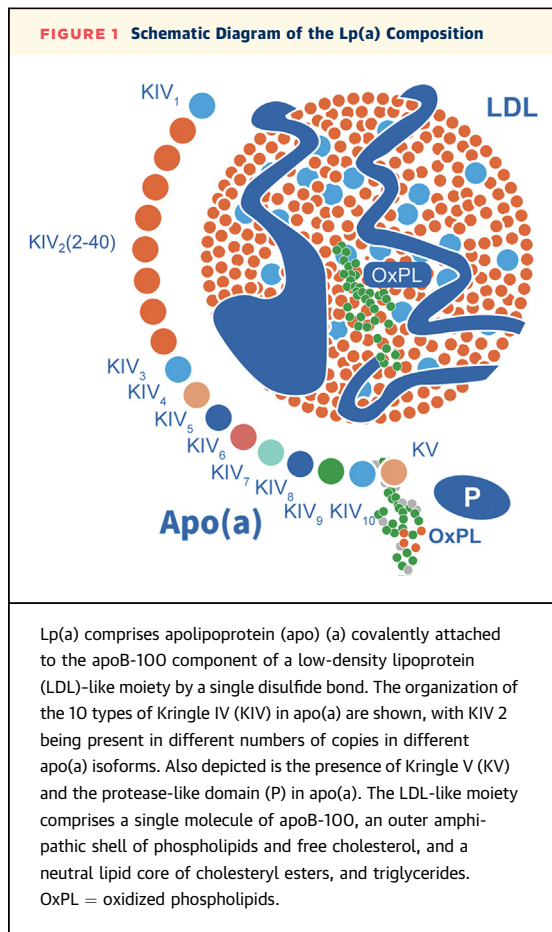 FIGURE 1 Schematic Diagram of the Lp(a) Composition
KIV1
LDL
KIV2(2-40)
OxPL
KIV3
KIV4
KIV5
KIV6
KIV7
KIV8
KIV9
KIV10
KV
Apo(a)
P
OxPL
Lp(a) comprises apolipoprotein (apo) (a) covalently attached
to the apoB-100 component of a low-density lipoprotein
(LDL)-like moiety by a single disulfide bond. The organization of
the 10 types of Kringle IV (KIV) in apo(a) are shown, with KIV 2
being present in different numbers of copies in different
apo(a) isoforms. Also depicted is the presence of Kringle V (KV)
and the protease-like domain (P) in apo(a). The LDL-like moiety
comprises a single molecule of apoB-100, an outer amphi-
pathic shell of phospholipids and free cholesterol, and a
neutral lipid core of cholesteryl esters, and triglycerides.
OxPL = oxidized phospholipids.